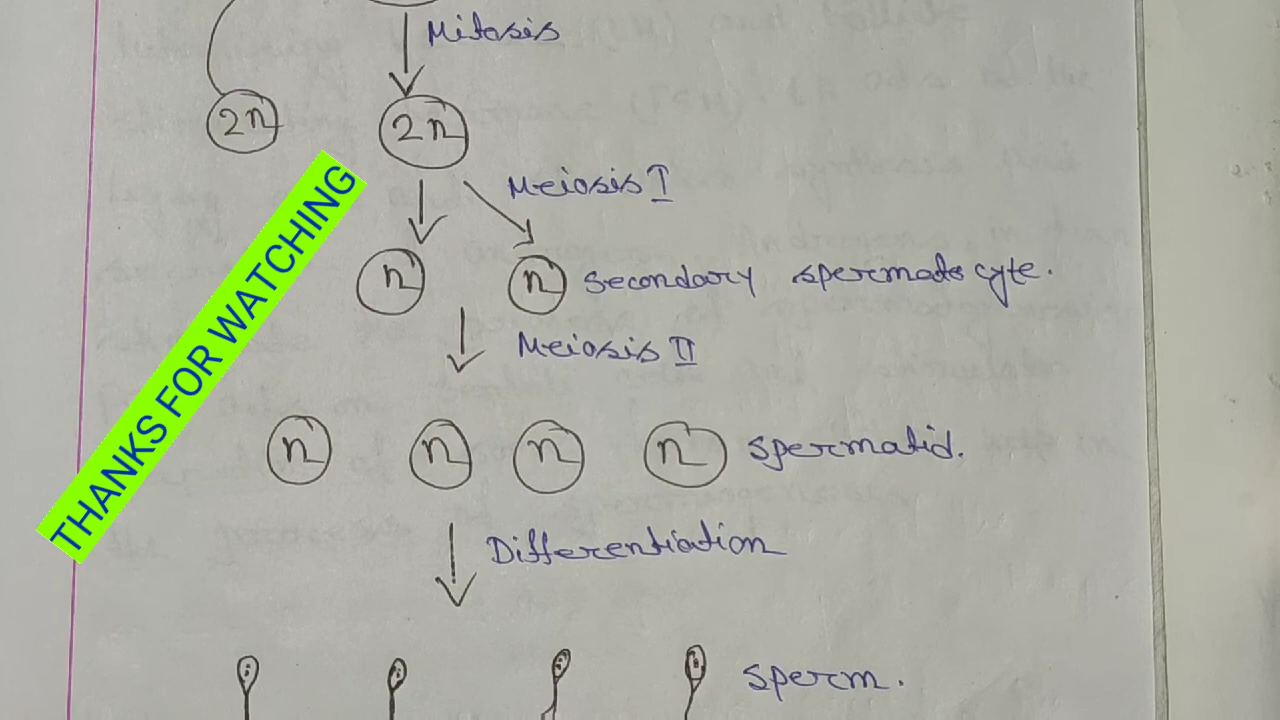 Mitosis
2n 2n
Meiosis I
n n Secondary spermatocyte.
Meiosis II
n n n n Spermatid.
Differentiation
Sperm.
THANKS FOR WATCHING